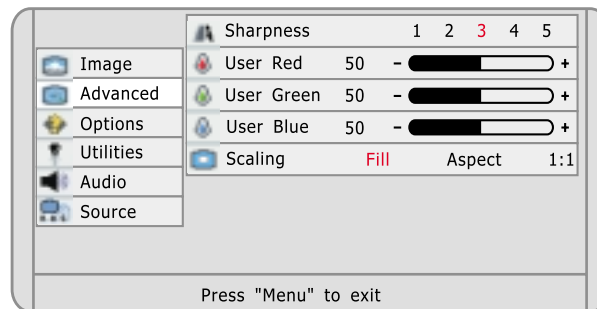 Sharpness 1 2 3 4 5
Image
User Red 50 - +
Advanced
User Green 50 - +
Options
User Blue 50 - +
Utilities
Scaling Fill Aspect 1:1
Audio
Source
Press "Menu" to exit